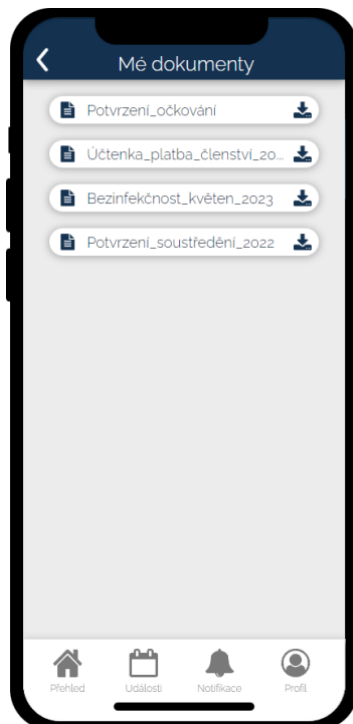 Mé dokumenty
Potvrzení_očkování
Účtenka_platba_členství_20...
Bezinfekčnost_květen_2023
Potvrzení_soustředění_2022
Přehled Události Notifikace Profil